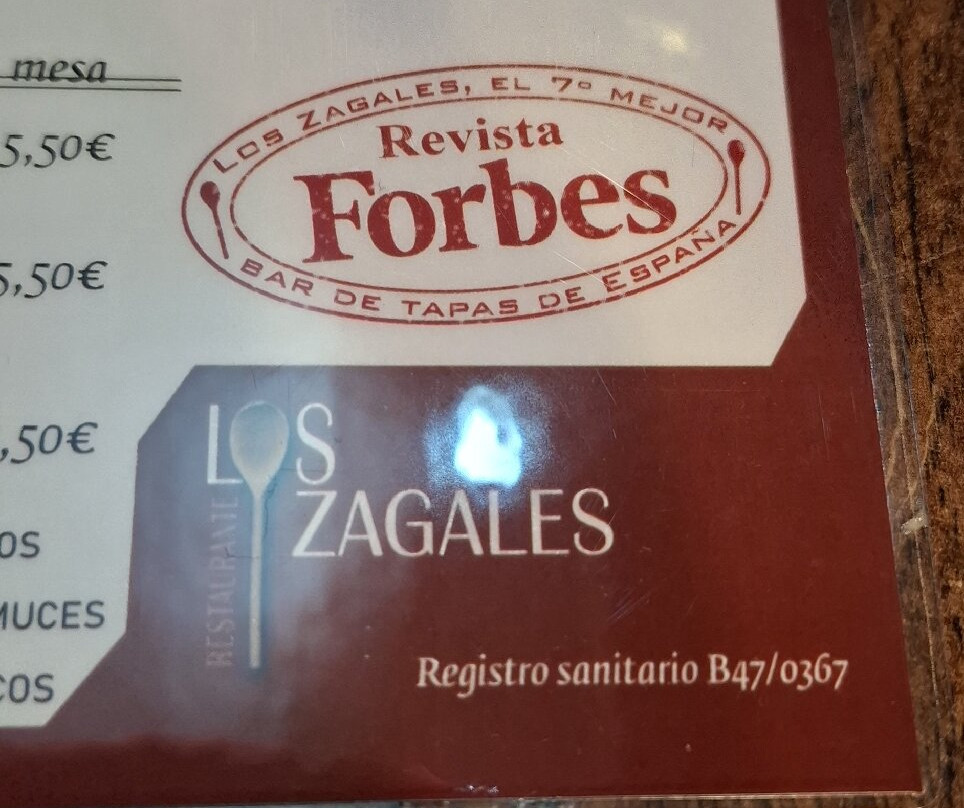 mesa
5,50€
5,50€
,50€
OS
MUCES
COS
LOS ZAGALES, EL 7º MEJOR
Revista
Forbes
BAR DE TAPAS DE ESPAÑA
LOS
ZAGALES
RESTAURANTE
Registro sanitario B47/0367